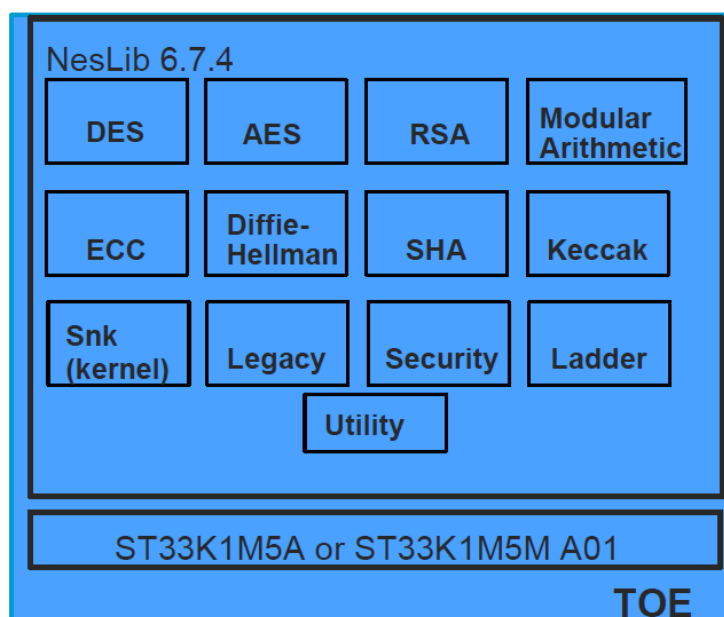 NesLib 6.7.4
DES
AES
RSA
Modular
Arithmetic
ECC
Diffie-
Hellman
SHA
Keccak
Snk
(kernel)
Legacy
Security
Ladder
Utility
ST33K1M5A or ST33K1M5M A01
TOE